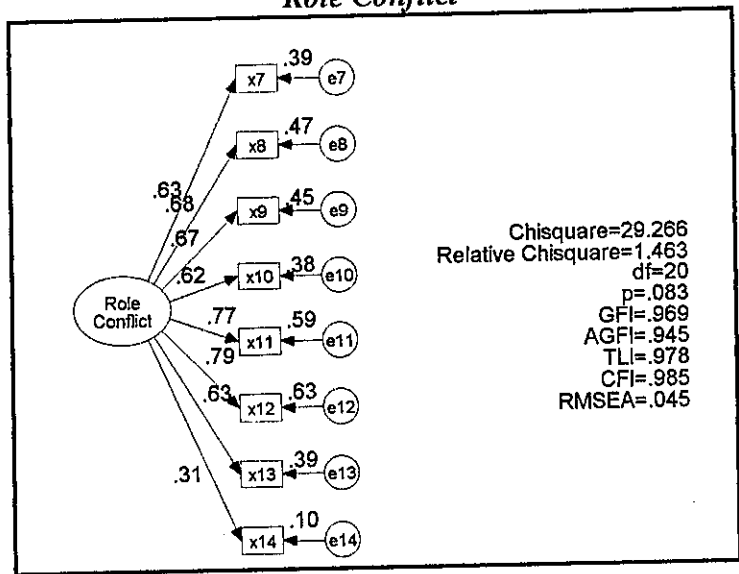 Role Conflict
.39
x7
e7
.47
x8
e8
.63
.68
.45
x9
e9
.67
.62
.38
x10
e10
Role
Conflict
.77
.59
x11
e11
.79
.63
.63
x12
e12
.39
x13
e13
.31
.10
x14
e14
Chisquare=29.266
Relative Chisquare=1.463
df=20
p=.083
GFI=.969
AGFI=.945
TLI=.978
CFI=.985
RMSEA=.045